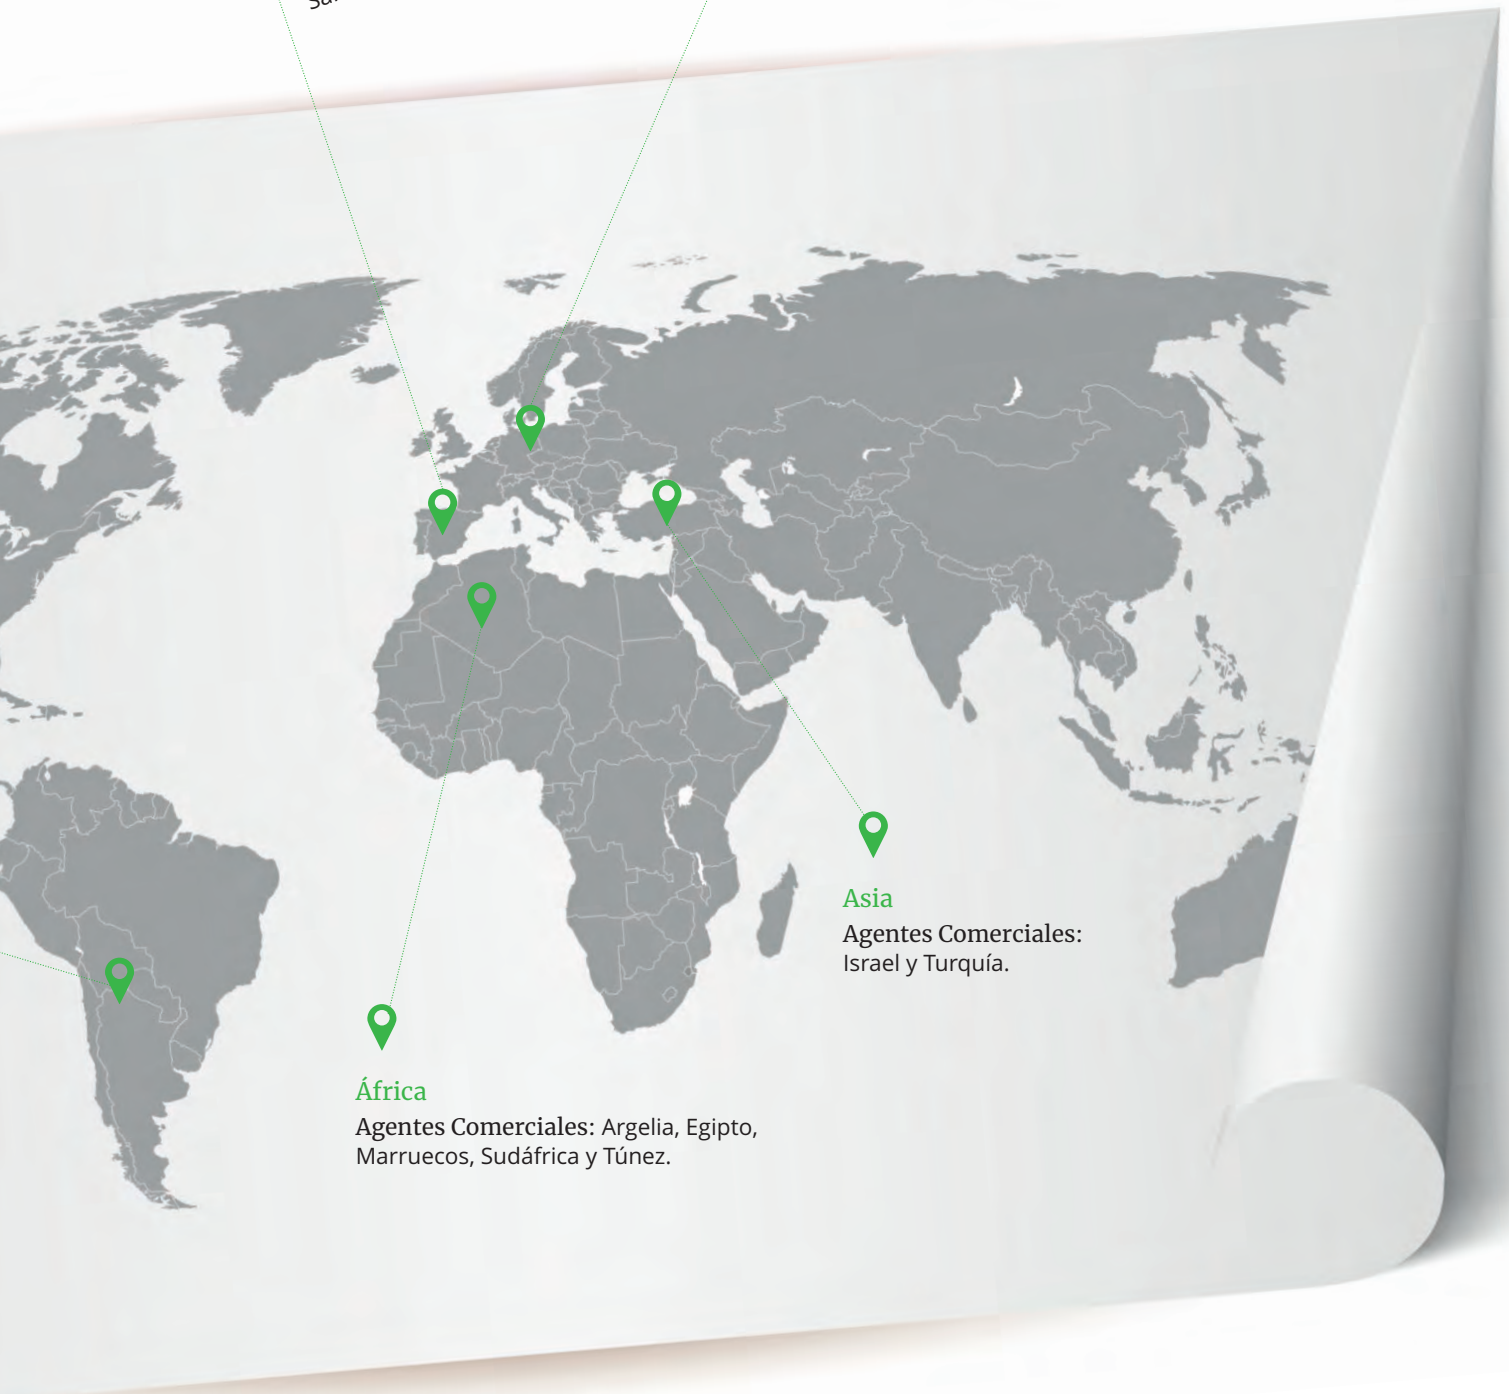 África
Agentes Comerciales: Argelia, Egipto,
Marruecos, Sudáfrica y Túnez.
Asia
Agentes Comerciales:
Israel y Turquía.